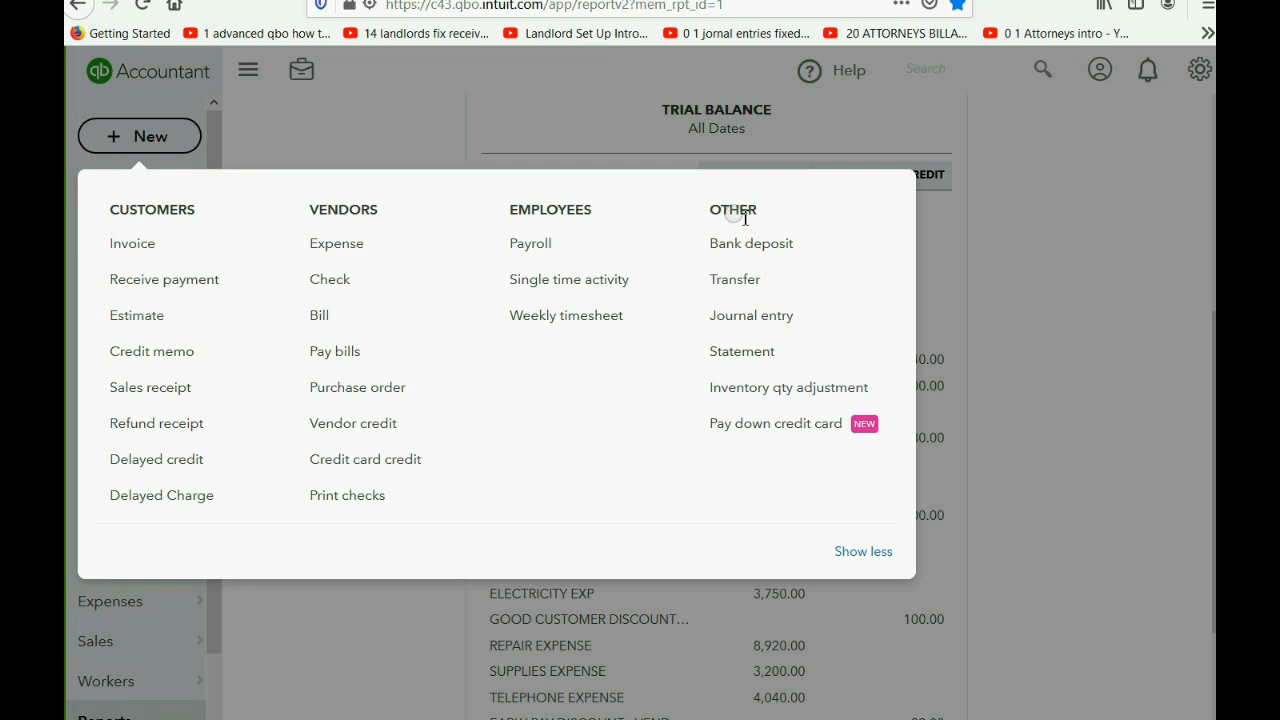 https://c43.qbo.intuit.com/app/reportv2?mem_rpt_id=1
Getting Started
1 advanced qbo how t...
14 landlords fix receiv...
Landlord Set Up Intro...
0 1 jornal entries fixed...
20 ATTORNEYS BILLA...
0 1 Attorneys intro - Y...
qb Accountant
Help
Search
+ New
TRIAL BALANCE
All Dates
REDIT
CUSTOMERS
Invoice
Receive payment
Estimate
Credit memo
Sales receipt
Refund receipt
Delayed credit
Delayed Charge
VENDORS
Expense
Check
Bill
Pay bills
Purchase order
Vendor credit
Credit card credit
Print checks
EMPLOYEES
Payroll
Single time activity
Weekly timesheet
OTHER
Bank deposit
Transfer
Journal entry
Statement
Inventory qty adjustment
Pay down credit card NEW
Show less
Expenses
Sales
Workers
Reports
ELECTRICITY EXP 3,750.00
GOOD CUSTOMER DISCOUNT... 100.00
REPAIR EXPENSE 8,920.00
SUPPLIES EXPENSE 3,200.00
TELEPHONE EXPENSE 4,040.00